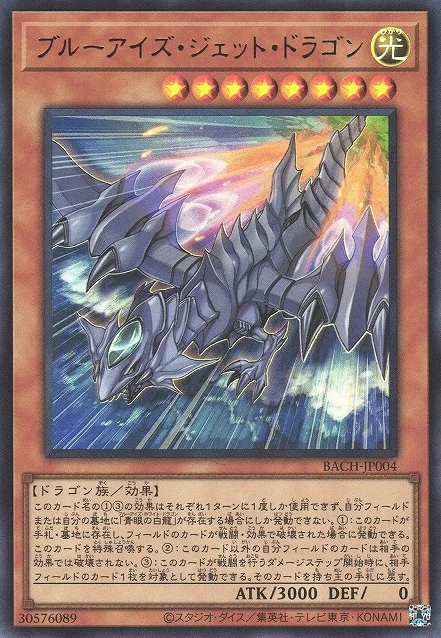 ブルーアイズ・ジェット・ドラゴン
光
BACH-JP004
【ドラゴン族／効果】
このカード名の①③の効果はそれぞれ1ターンに1度しか使用できず、自分フィールド
または自分の墓地に「青眼の白龍」が存在する場合にしか発動できない。①：このカードが
手札・墓地に存在し、フィールドのカードが戦闘・効果で破壊された場合に発動できる。
このカードを特殊召喚する。②：このカード以外の自分フィールドのカードは相手の
効果では破壊されない。③：このカードが戦闘を行うダメージステップ開始時に、相手
フィールドのカード1枚を対象として発動できる。そのカードを持ち主の手札に戻す。
ATK/3000 DEF/ 0
30576089
©スタジオ・ダイス／集英社・テレビ東京・KONAMI